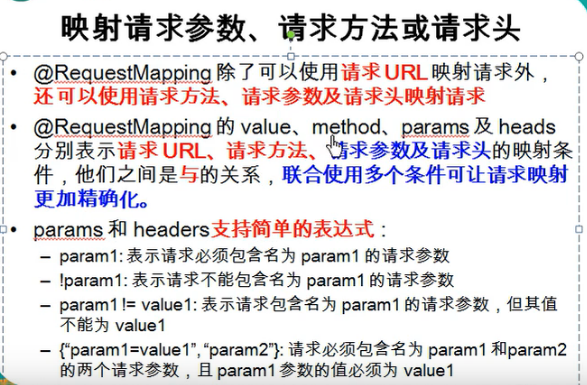 映射请求参数、请求方法或请求头
• @RequestMapping 除了可以使用请求 URL 映射请求外，
还可以使用请求方法、请求参数及请求头映射请求
• @RequestMapping 的 value、method、params 及 heads
分别表示请求 URL、请求方法、请求参数及请求头的映射条
件，他们之间是与的关系，联合使用多个条件可让请求映射
更加精确化。
• params 和 headers支持简单的表达式：
– param1: 表示请求必须包含名为 param1 的请求参数
– !param1: 表示请求不能包含名为 param1 的请求参数
– param1 != value1: 表示请求包含名为 param1 的请求参数，但其值
不能为 value1
– {“param1=value1”, “param2”}: 请求必须包含名为 param1 和param2
的两个请求参数，且 param1 参数的值必须为 value1